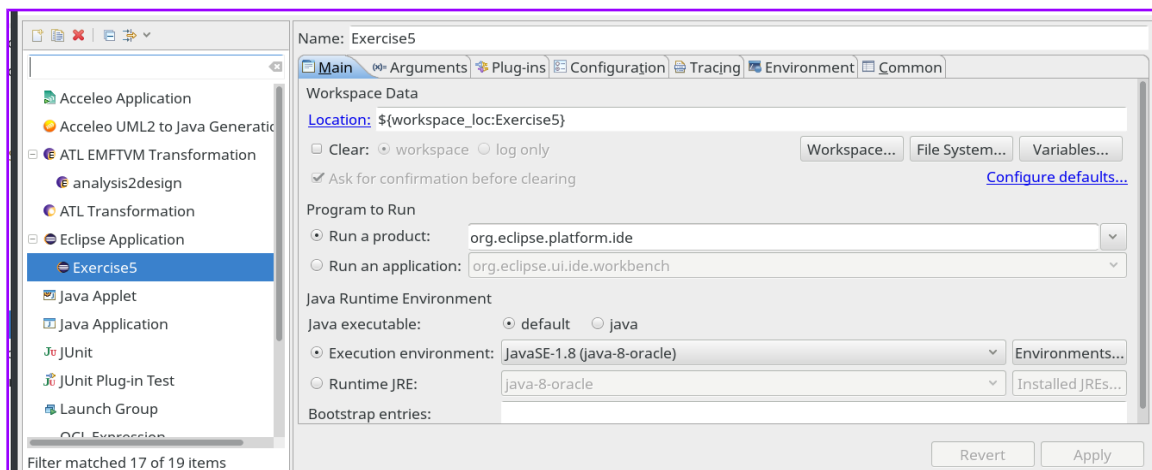 Name: Exercise5
Main
Arguments
Plug-ins
Configuration
Tracing
Environment
Common
Acceleo Application
Acceleo UML2 to Java Generatio
ATL EMFTVM Transformation
analysis2design
ATL Transformation
Eclipse Application
Exercise5
Java Applet
Java Application
JUnit
JUnit Plug-in Test
Launch Group
OCL Expression
Filter matched 17 of 19 items
Workspace Data
Location: ${workspace_loc:Exercise5}
Clear: workspace log only Workspace... File System... Variables...
Ask for confirmation before clearing Configure defaults...
Program to Run
Run a product: org.eclipse.platform.ide
Run an application: org.eclipse.ui.ide.workbench
Java Runtime Environment
Java executable: default java
Execution environment: JavaSE-1.8 (java-8-oracle) Environments...
Runtime JRE: java-8-oracle Installed JREs...
Bootstrap entries:
Revert Apply